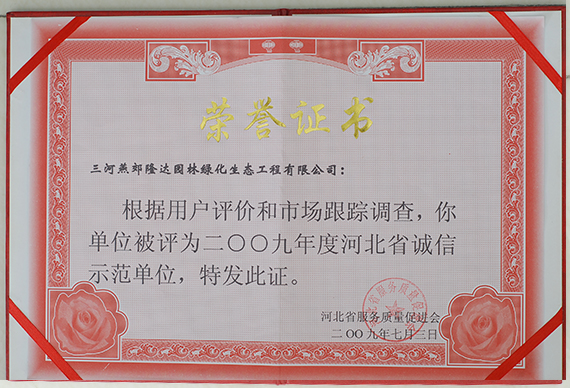 荣誉证书
三河燕郊隆达园林绿化生态工程有限公司：
根据用户评价和市场跟踪调查，你
单位被评为二〇〇九年度河北省诚信
示范单位，特发此证。
河北省服务质量促进会
二〇〇九年七月三日